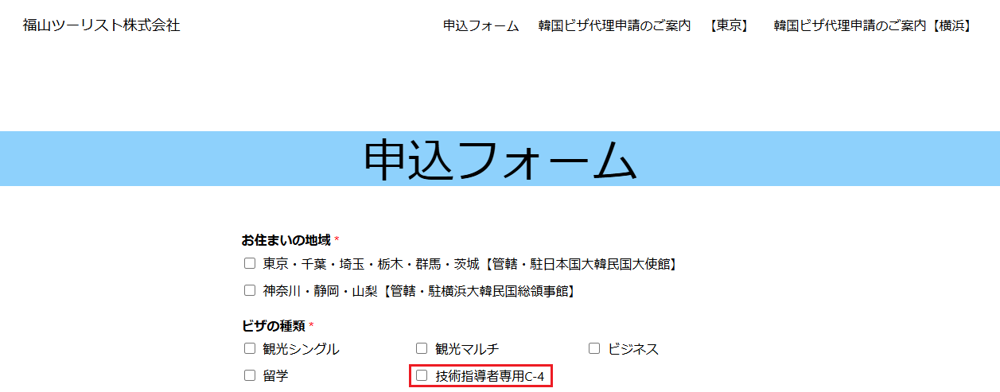 福山ツーリスト株式会社
申込フォーム 韓国ビザ代理申請のご案内 【東京】 韓国ビザ代理申請のご案内【横浜】
申込フォーム
お住まいの地域 *
東京・千葉・埼玉・栃木・群馬・茨城【管轄・駐日本国大韓民国大使館】
神奈川・静岡・山梨【管轄・駐横浜大韓民国総領事館】
ビザの種類 *
観光シングル 観光マルチ ビジネス
留学 技術指導者専用C-4